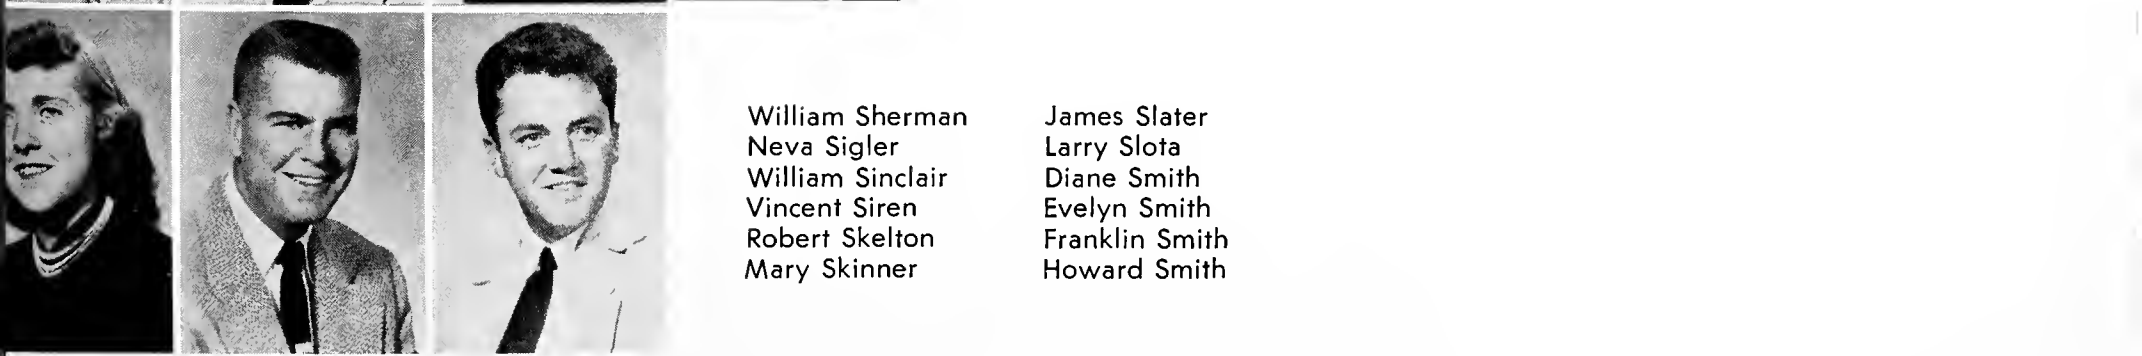 William Sherman
Neva Sigler
William Sinclair
Vincent Siren
Robert Skelton
Mary Skinner
James Slater
Larry Slota
Diane Smith
Evelyn Smith
Franklin Smith
Howard Smith